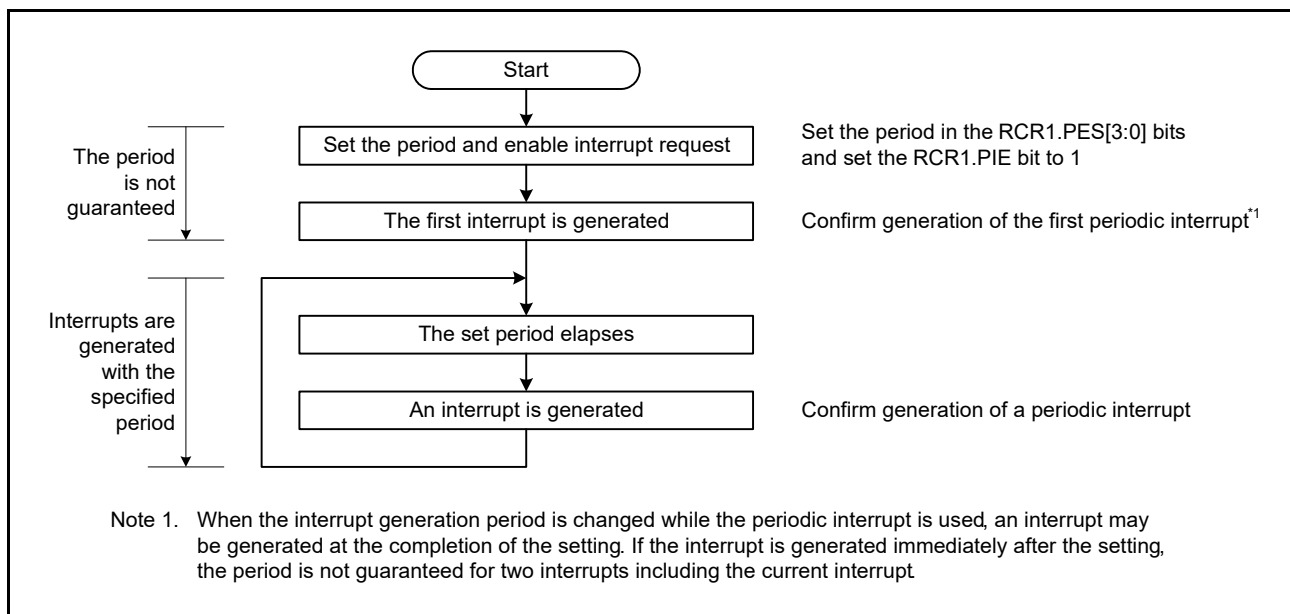 Start
The period
is not
guaranteed
Set the period and enable interrupt request
Set the period in the RCR1.PES[3:0] bits
and set the RCR1.PIE bit to 1
The first interrupt is generated
Confirm generation of the first periodic interrupt*1
Interrupts are
generated
with the
specified
period
The set period elapses
An interrupt is generated
Confirm generation of a periodic interrupt
Note 1. When the interrupt generation period is changed while the periodic interrupt is used, an interrupt may
be generated at the completion of the setting. If the interrupt is generated immediately after the setting,
the period is not guaranteed for two interrupts including the current interrupt.